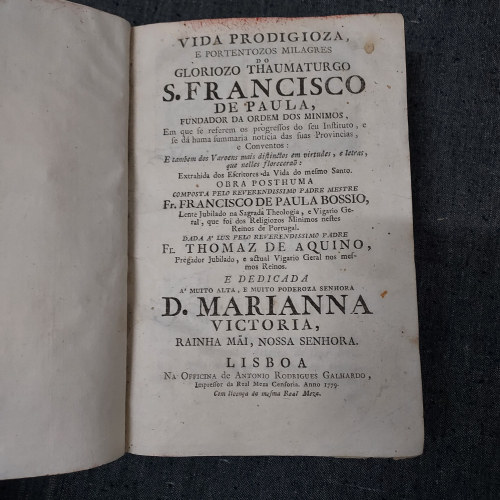 VIDA PRODIGIOZA,
E PORTENTOZOS MILAGRES
DO
GLORIOZO THAUMATURGO
S. FRANCISCO
DE PAULA,
FUNDADOR DA ORDEM DOS MINIMOS,
Em que se referem os progressos do seu Instituto, e
se dá huma summaria noticia das suas Provincias,
e Conventos:
E tambem dos Varoens mais distinctos em virtudes, e letras,
que nelles floreceraõ:
Extrahida dos Escritores da Vida do mesmo Santo.
OBRA POSTHUMA
COMPOSTA PELO REVERENDISSIMO PADRE MESTRE
Fr. FRANCISCO DE PAULA BOSSIO,
Lente Jubilado na Sagrada Theologia, e Vigario Ge-
ral, que foi dos Religiozos Minimos nestes
Reinos de Portugal.
DADA A' LUZ PELO REVERENDISSIMO PADRE
Fr. THOMAZ DE AQUINO,
Prégador Jubilado, e actual Vigario Geral nos mes-
mos Reinos.
E DEDICADA
A' MUITO ALTA, E MUITO PODEROZA SENHORA
D. MARIANNA
VICTORIA,
RAINHA MÃI, NOSSA SENHORA.
LISBOA
NA OFFICINA DE ANTONIO RODRIGUES GALHARDO,
Impressor da Real Meza Censoria. Anno 1779.
Com licença da mesma Real Meza.